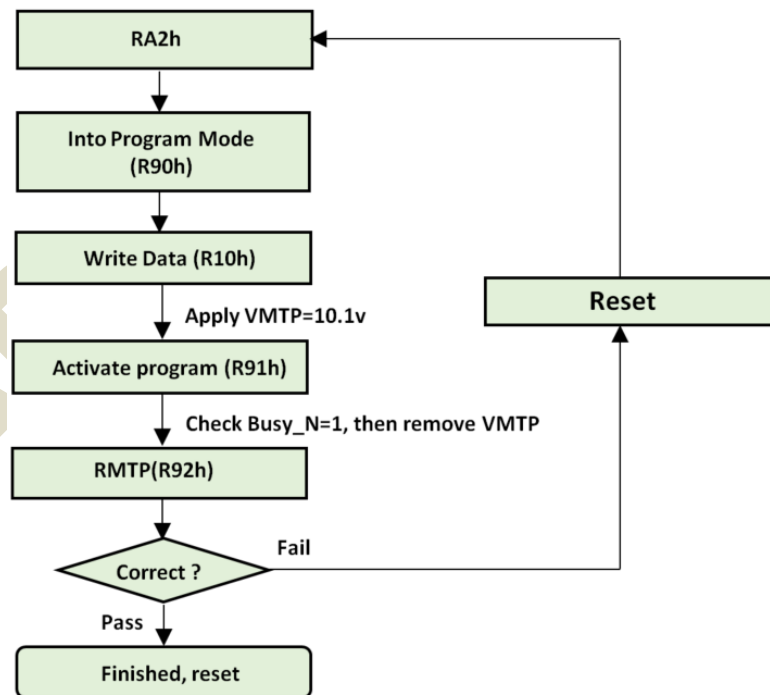 RA2h
Into Program Mode
(R90h)
Write Data (R10h)
Apply VMTP=10.1v
Activate program (R91h)
Check Busy_N=1, then remove VMTP
RMTP(R92h)
Correct ?
Fail
Pass
Finished, reset
Reset